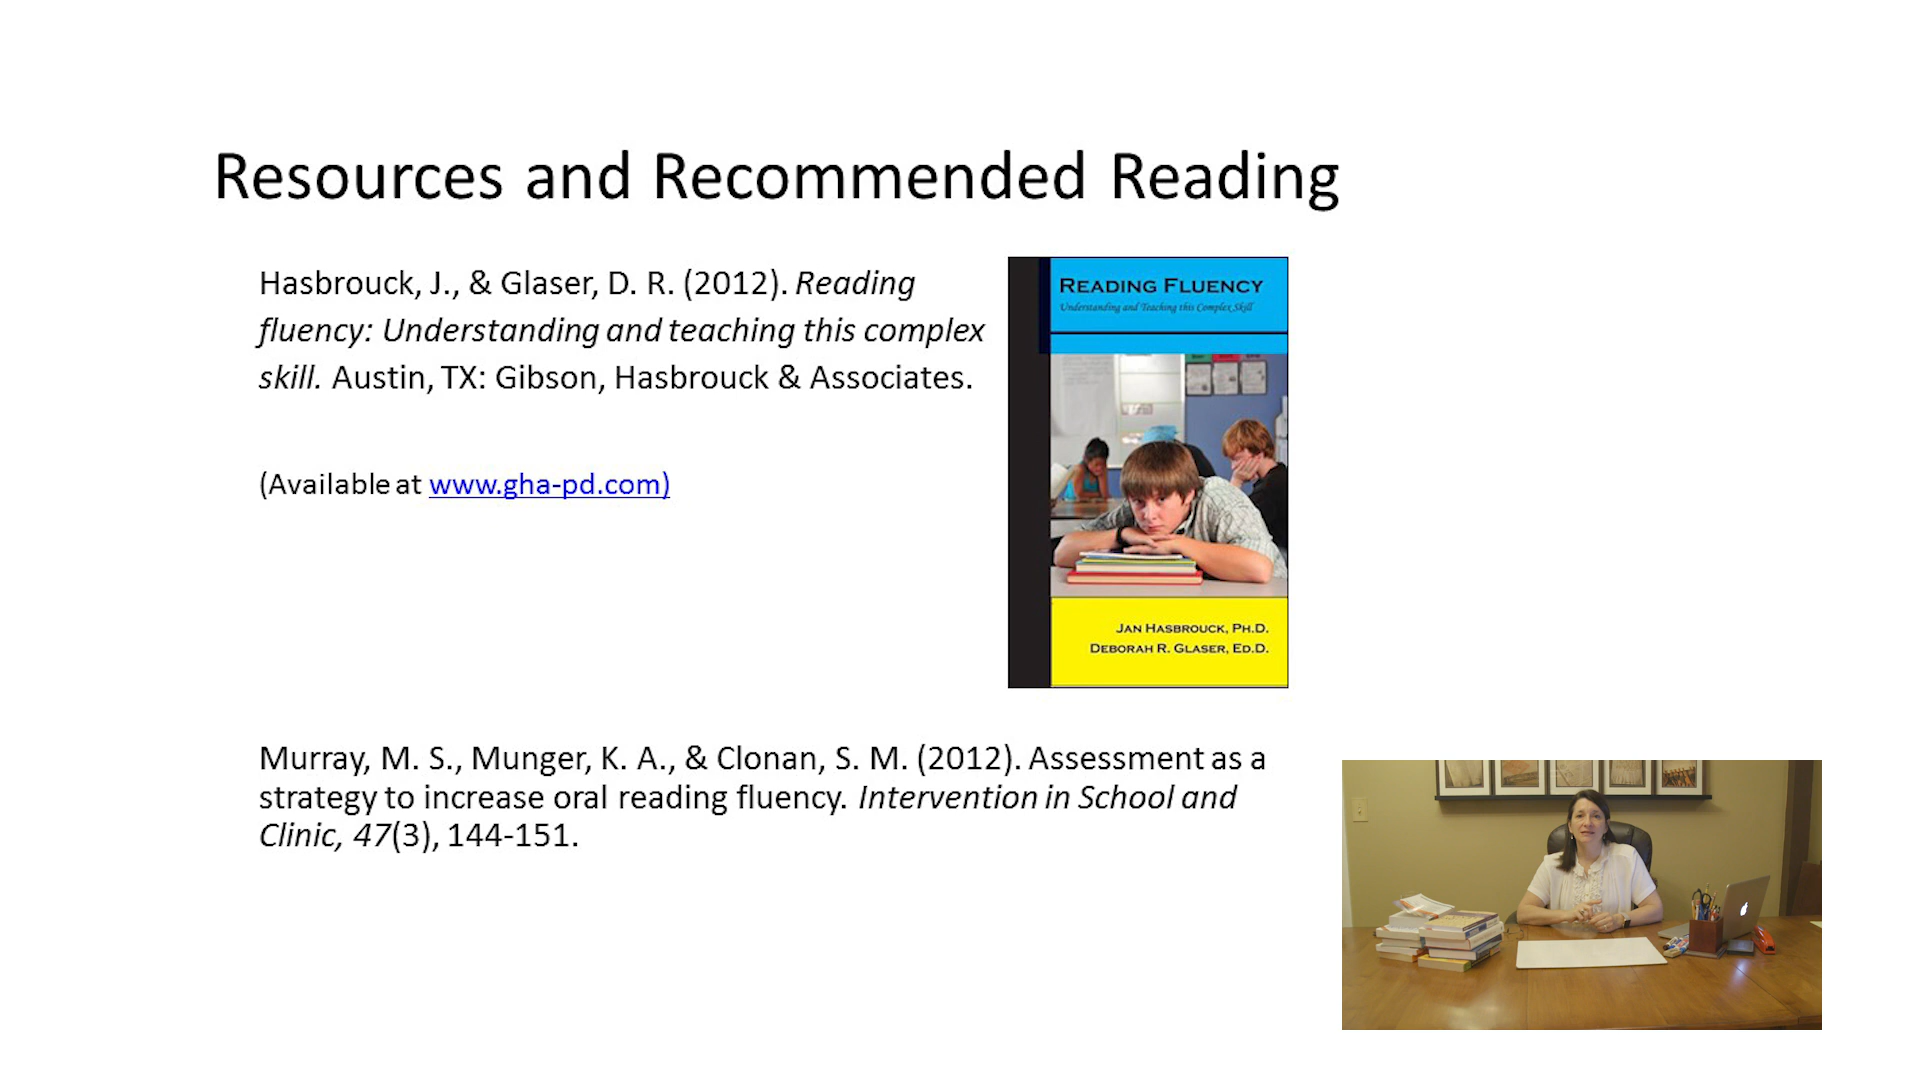 Resources and Recommended Reading
Hasbrouck, J., & Glaser, D. R. (2012). Reading
fluency: Understanding and teaching this complex
skill. Austin, TX: Gibson, Hasbrouck & Associates.
(Available at www.gha-pd.com)
READING FLUENCY
Understanding and Teaching this Complex Skill
JAN HASBROUCK, PH.D.
DEBORAH R. GLASER, ED.D.
Murray, M. S., Munger, K. A., & Clonan, S. M. (2012). Assessment as a
strategy to increase oral reading fluency. Intervention in School and
Clinic, 47(3), 144-151.